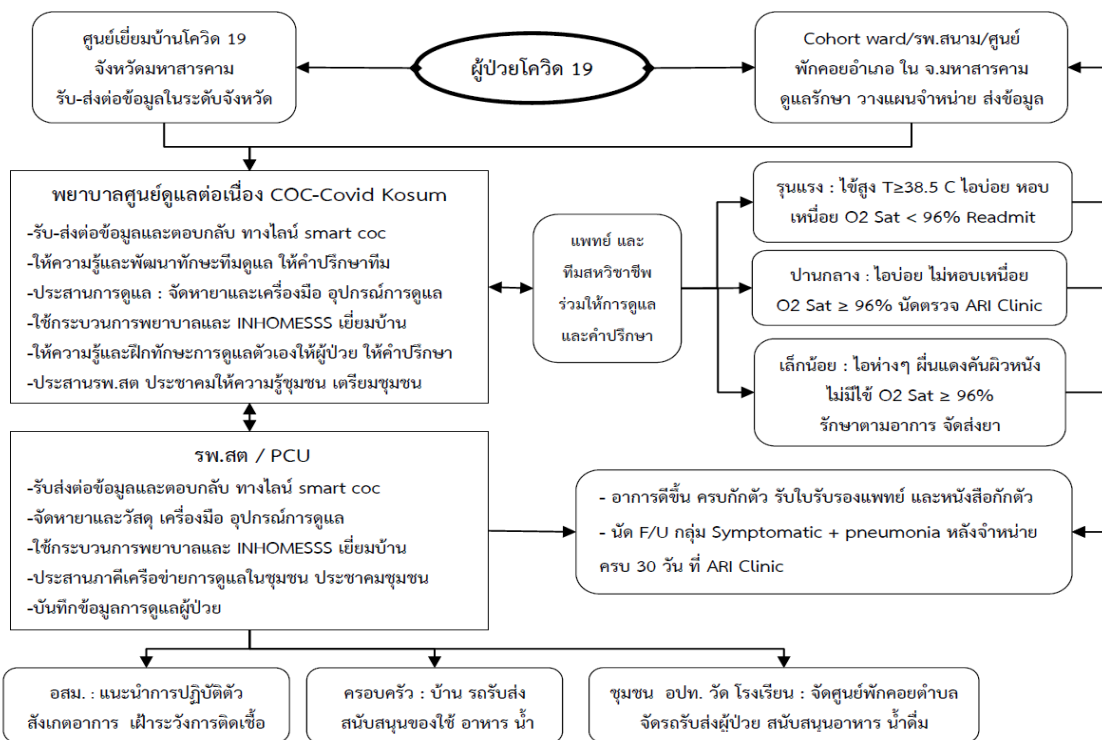 ศูนย์เยี่ยมบ้านโควิด 19
จังหวัดมหาสารคาม
รับ-ส่งต่อข้อมูลในระดับจังหวัด
ผู้ป่วยโควิด 19
Cohort ward/รพ.สนาม/ศูนย์
พักคอยอำเภอ ใน จ.มหาสารคาม
ดูแลรักษา วางแผนจำหน่าย ส่งข้อมูล
พยาบาลศูนย์ดูแลต่อเนื่อง COC-Covid Kosum
-รับ-ส่งต่อข้อมูลและตอบกลับ ทางไลน์ smart coc
-ให้ความรู้และพัฒนาทักษะทีมดูแล ให้คำปรึกษาทีม
-ประสานการดูแล : จัดหายาและเครื่องมือ อุปกรณ์การดูแล
-ใช้กระบวนการพยาบาลและ INHOMESSS เยี่ยมบ้าน
-ให้ความรู้และฝึกทักษะการดูแลตัวเองให้ผู้ป่วย ให้คำปรึกษา
-ประสานรพ.สต ประชาคมให้ความรู้ชุมชน เตรียมชุมชน
แพทย์ และ
ทีมสหวิชาชีพ
ร่วมให้การดูแล
และคำปรึกษา
รุนแรง : ไข้สูง T≥38.5 C ไอบ่อย หอบ
เหนื่อย O2 Sat < 96% Readmit
ปานกลาง : ไอบ่อย ไม่หอบเหนื่อย
O2 Sat ≥ 96% นัดตรวจ ARI Clinic
เล็กน้อย : ไอห่างๆ ผื่นแดงคันผิวหนัง
ไม่มีไข้ O2 Sat ≥ 96%
รักษาตามอาการ จัดส่งยา
รพ.สต / PCU
-รับส่งต่อข้อมูลและตอบกลับ ทางไลน์ smart coc
-จัดหายาและวัสดุ เครื่องมือ อุปกรณ์การดูแล
-ใช้กระบวนการพยาบาลและ INHOMESSS เยี่ยมบ้าน
-ประสานภาคีเครือข่ายการดูแลในชุมชน ประชาคมชุมชน
-บันทึกข้อมูลการดูแลผู้ป่วย
- อาการดีขึ้น ครบกักตัว รับใบรับรองแพทย์ และหนังสือกักตัว
- นัด F/U กลุ่ม Symptomatic + pneumonia หลังจำหน่าย
ครบ 30 วัน ที่ ARI Clinic
อสม. : แนะนำการปฏิบัติตัว
สังเกตอาการ เฝ้าระวังการติดเชื้อ
ครอบครัว : บ้าน รถรับส่ง
สนับสนุนของใช้ อาหาร น้ำ
ชุมชน อปท. วัด โรงเรียน : จัดศูนย์พักคอยตำบล
จัดรถรับส่งผู้ป่วย สนับสนุนอาหาร น้ำดื่ม